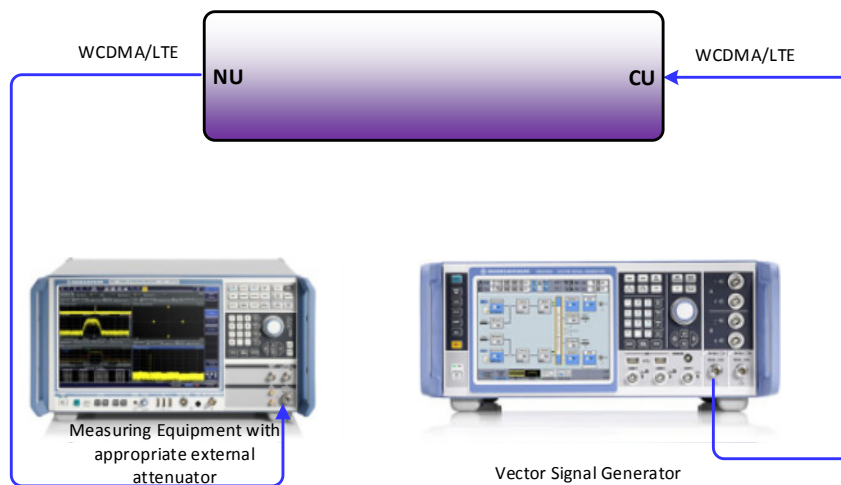 WCDMA/LTE
WCDMA/LTE
NU
CU
Measuring Equipment with
appropriate external
attenuator
Vector Signal Generator